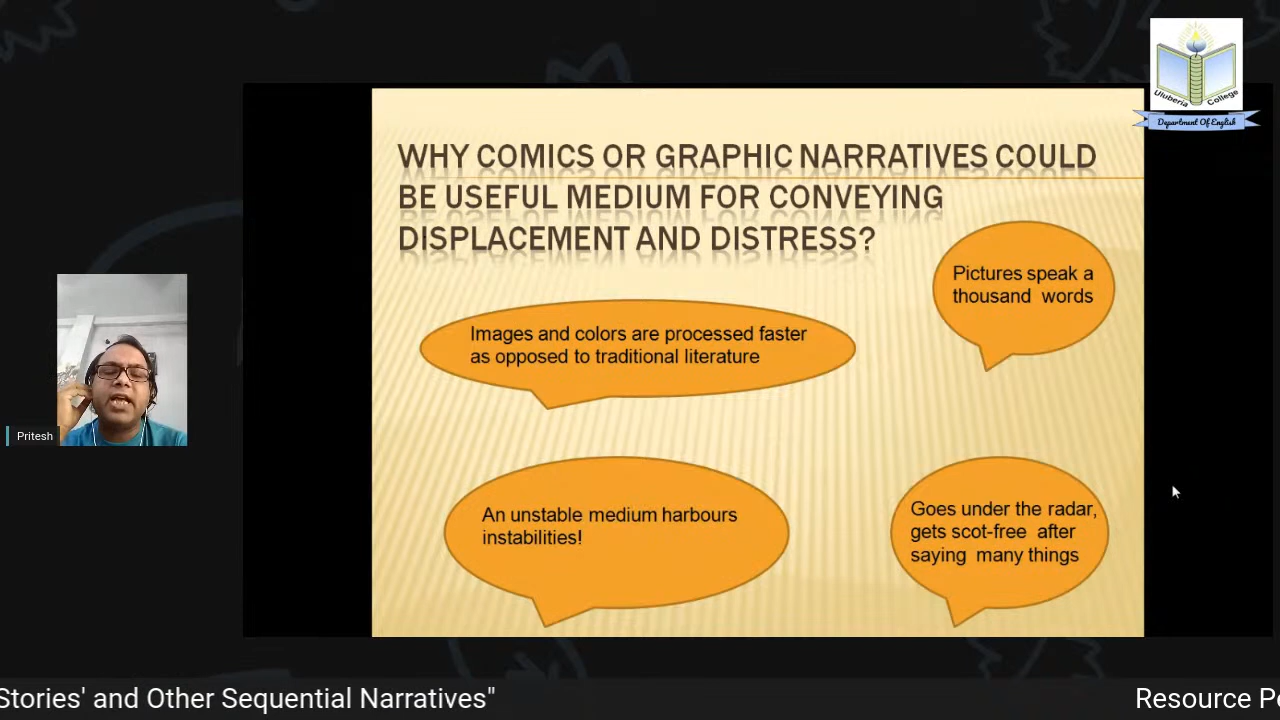 Uluberia College
Department Of English
WHY COMICS OR GRAPHIC NARRATIVES COULD
BE USEFUL MEDIUM FOR CONVEYING
DISPLACEMENT AND DISTRESS?
Pictures speak a
thousand words
Images and colors are processed faster
as opposed to traditional literature
An unstable medium harbours
instabilities!
Goes under the radar,
gets scot-free after
saying many things
Pritesh
Stories' and Other Sequential Narratives"
Resource